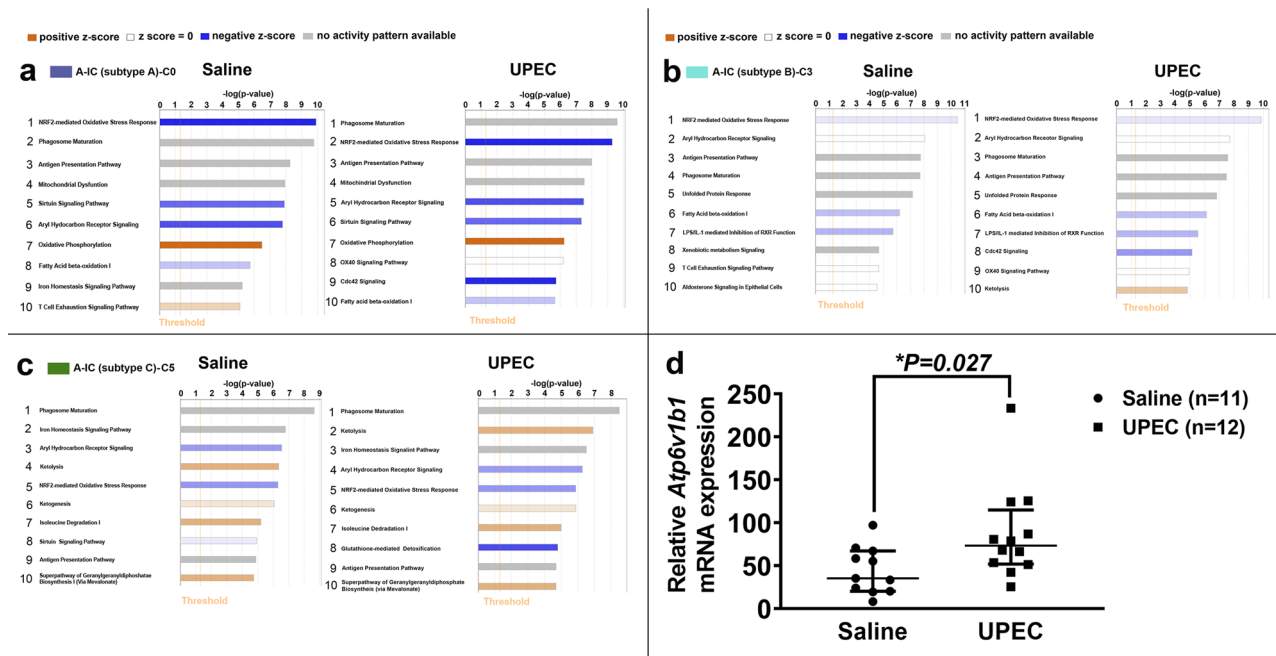 positive z-score z score = 0 negative z-score no activity pattern available
a A-IC (subtype A)-C0 Saline UPEC
-log(p-value)
0 1 2 3 4 5 6 7 8 9 10
1 NRF2-mediated Oxidative Stress Response
2 Phagosome Maturation
3 Antigen Presentation Pathway
4 Mitochondrial Dysfuntion
5 Sirtuin Signaling Pathway
6 Aryl Hydocarbon Receptor Signaling
7 Oxidative Phosphorylation
8 Fatty Acid beta-oxidation I
9 Iron Homestasis Signaling Pathway
10 T Cell Exhaustion Signaling Pathway
Threshold
-log(p-value)
0 1 2 3 4 5 6 7 8 9 10
1 Phagosome Maturation
2 NRF2-mediated Oxidative Stress Response
3 Antigen Presentation Pathway
4 Mitochindrial Dysfunction
5 Aryl Hydrocarbon Receptor Signaling
6 Sirtuin Signaling Pathway
7 Oxidative Phosphorylation
8 OX40 Signaling Pathway
9 Cdc42 Signaling
10 Fatty acid beta-oxidation I
Threshold
positive z-score z score = 0 negative z-score no activity pattern available
b A-IC (subtype B)-C3 Saline UPEC
-log(p-value)
0 1 2 3 4 5 6 7 8 9 10 11
1 NRF2 mediated Oxidative Stress Response
2 Aryl Hydrocarbon Receptor Signaling
3 Antigen Presentation Pathway
4 Phagosome Maturation
5 Unfolded Protein Response
6 Fatty Acid beta-oxidation I
7 LPS/IL-1 mediated Inhibition of RXR Function
8 Xenobiotic metabolism Signaling
9 T Cell Exhaustion Signaling Pathway
10 Aldosterone Signaling in Epithelial Cells
Threshold
-log(p-value)
0 1 2 3 4 5 6 7 8 9 10
1 NRF2-mediated Oxidative Stress Response
2 Aryl Hydrocarbon Receotor Signaling
3 Phagosome Maturation
4 Antigen Presentation Pathway
5 Unfolded Protein Response
6 Fatty Acid beta-oxidation I
7 LPS/IL-1 mediated Inhibition of RXR Function
8 Cdc42 Signaling
9 OX40 Signaling Pathway
10 Ketolysis
Threshold
c A-IC (subtype C)-C5 Saline UPEC
-log(p-value)
0 1 2 3 4 5 6 7 8 9
1 Phagosome Maturation
2 Iron Homeostasis Signaling Pathway
3 Aryl Hydrocarbon Receptor Signaling
4 Ketolysis
5 NRF2-mediated Oxidative Stress Response
6 Ketogenesis
7 Isoleucine Degradation I
8 Sirtuin Signaling Pathway
9 Antigen Presentation Pathway
10 Superpathway of Geranylgeranyldiphoshatae
Biosynthesis I (Via Mevalonate)
Threshold
-log(p-value)
0 1 2 3 4 5 6 7 8
1 Phagosome Maturation
2 Ketolysis
3 Iron Homeostasis Signalint Pathway
4 Aryl Hydrocarbon Receptor Signaling
5 NRF2-mediated Oxidative Stress Response
6 Ketogenesis
7 Isoleucine Degradation I
8 Glutathione-mediated Detoxification
9 Antigen Presentation Pathway
10 Superpathway of Geranylgeranyldiphosphate
Biosyntheis (via Mevalonate)
Threshold
d
*P=0.027
Relative Atp6v1b1
mRNA expression
250
200
150
100
50
0
Saline UPEC
Saline (n=11)
UPEC (n=12)